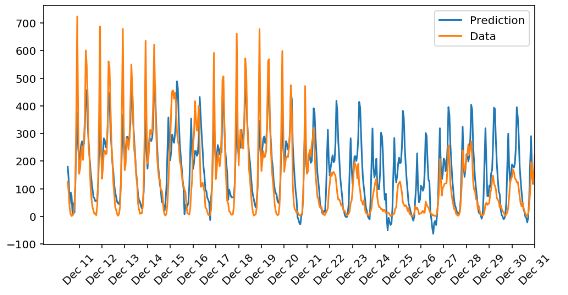 700
600
500
400
300
200
100
0
−100
Prediction
Data
Dec 11
Dec 12
Dec 13
Dec 14
Dec 15
Dec 16
Dec 17
Dec 18
Dec 19
Dec 20
Dec 21
Dec 22
Dec 23
Dec 24
Dec 25
Dec 26
Dec 27
Dec 28
Dec 29
Dec 30
Dec 31